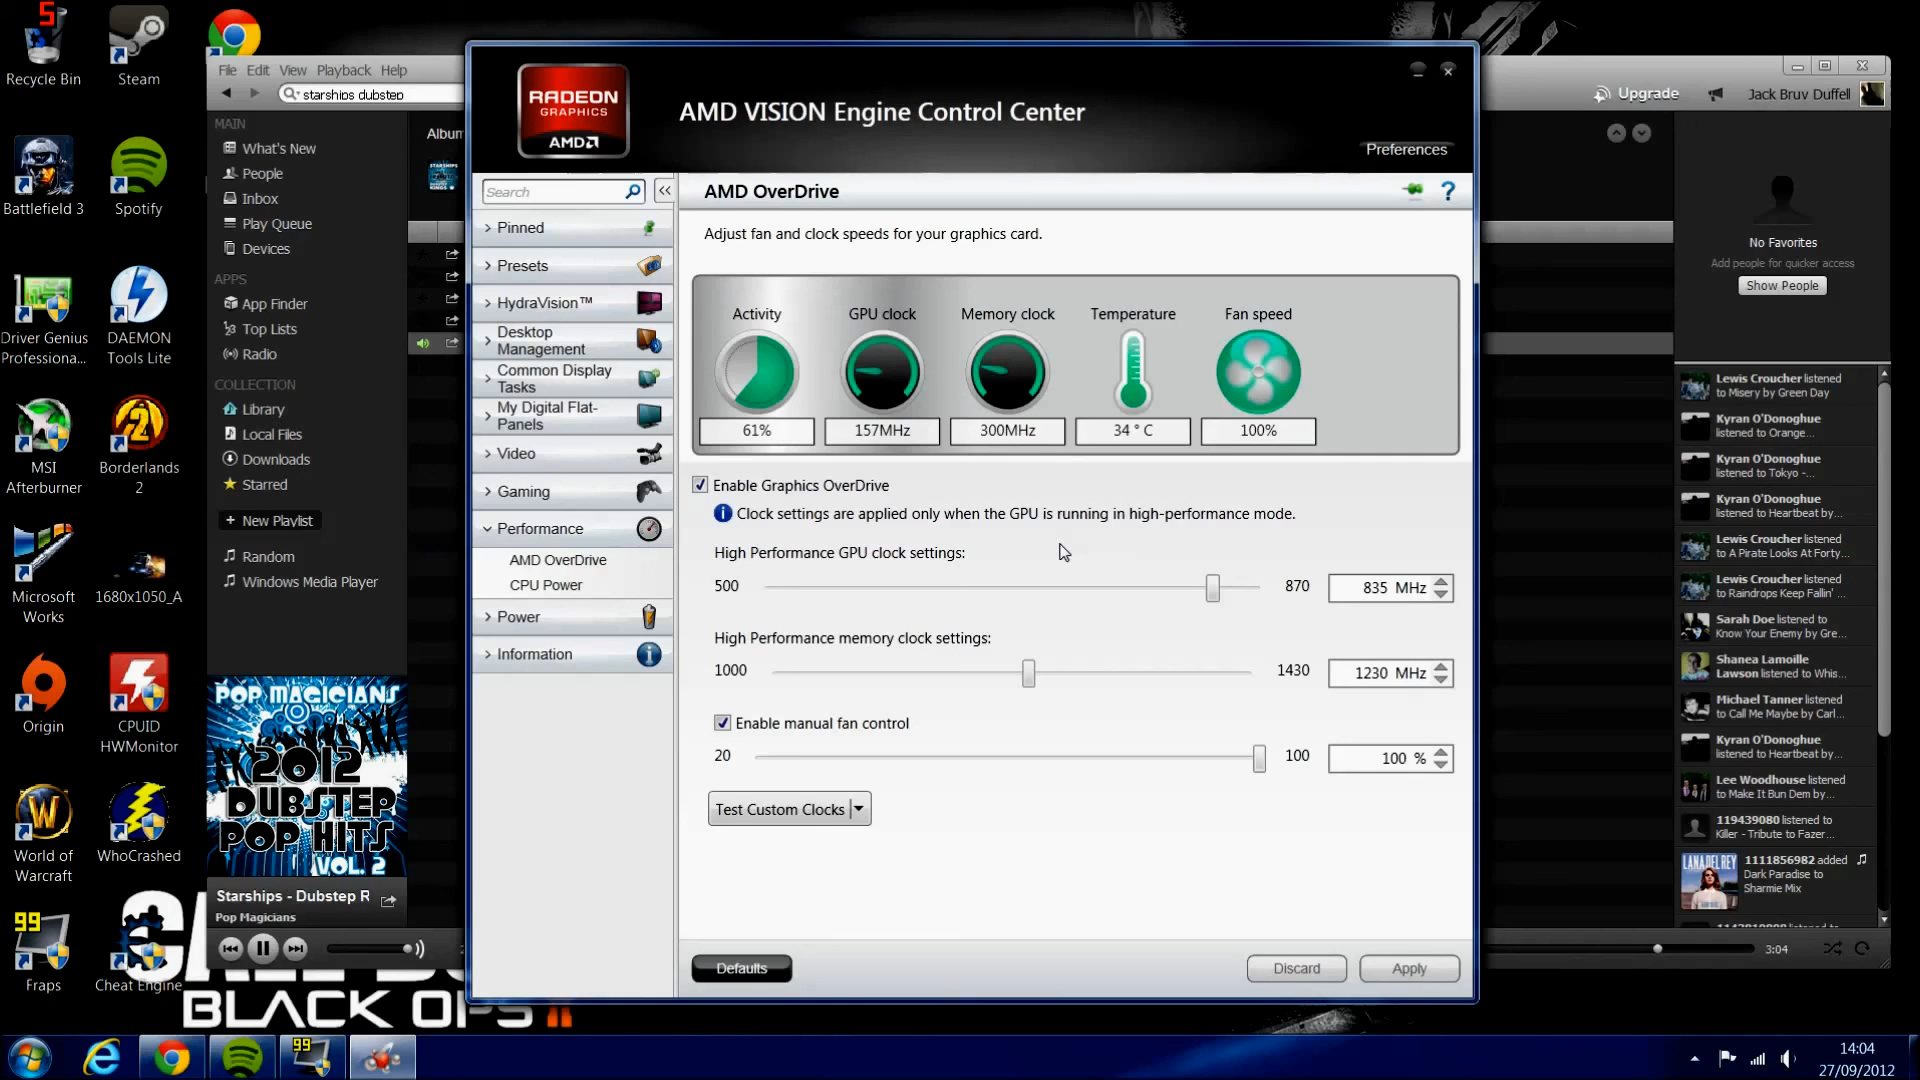 5
Recycle Bin
Steam
Battlefield 3
Spotify
Driver Genius
Professiona...
DAEMON
Tools Lite
MSI
Afterburner
Borderlands
2
Microsoft
Works
1680x1050_A
Origin
CPUID
HWMonitor
World of
Warcraft
WhoCrashed
99
Fraps
Cheat Engine
File Edit View Playback Help
starships dubstep
MAIN
What's New
People
Inbox
Play Queue
Devices
APPS
App Finder
Top Lists
Radio
COLLECTION
Library
Local Files
Downloads
Starred
+ New Playlist
Random
Windows Media Player
Album
POP MAGICIANS
2012
DUBSTEP
POP HITS
VOL. 2
Starships - Dubstep R
Pop Magicians
BLACK OPS II
RADEON
GRAPHICS
AMD
AMD VISION Engine Control Center
Preferences
Search
Pinned
Presets
HydraVision™
Desktop
Management
Common Display
Tasks
My Digital Flat-
Panels
Video
Gaming
Performance
AMD OverDrive
CPU Power
Power
Information
AMD OverDrive
?
Adjust fan and clock speeds for your graphics card.
Activity GPU clock Memory clock Temperature Fan speed
61% 157MHz 300MHz 34 ° C 100%
Enable Graphics OverDrive
Clock settings are applied only when the GPU is running in high-performance mode.
High Performance GPU clock settings:
500 870 835 MHz
High Performance memory clock settings:
1000 1430 1230 MHz
Enable manual fan control
20 100 100 %
Test Custom Clocks
Defaults Discard Apply
Upgrade Jack Bruv Duffell
No Favorites
Add people for quicker access
Show People
Lewis Croucher listened
to Misery by Green Day
Kyran O'Donoghue
listened to Orange...
Kyran O'Donoghue
listened to Tokyo -...
Kyran O'Donoghue
listened to Heartbeat by...
Lewis Croucher listened
to A Pirate Looks At Forty...
Lewis Croucher listened
to Raindrops Keep Fallin' ...
Sarah Doe listened to
Know Your Enemy by Gre...
Shanea Lamoille
Lawson listened to Whis...
Michael Tanner listened
to Call Me Maybe by Carl...
Kyran O'Donoghue
listened to Heartbeat by...
Lee Woodhouse listened
to Make It Bun Dem by...
119439080 listened to
Killer - Tribute to Fazer...
LANA DEL REY
1111856982 added
Dark Paradise to
Sharmie Mix
3:04
99
14:04
27/09/2012